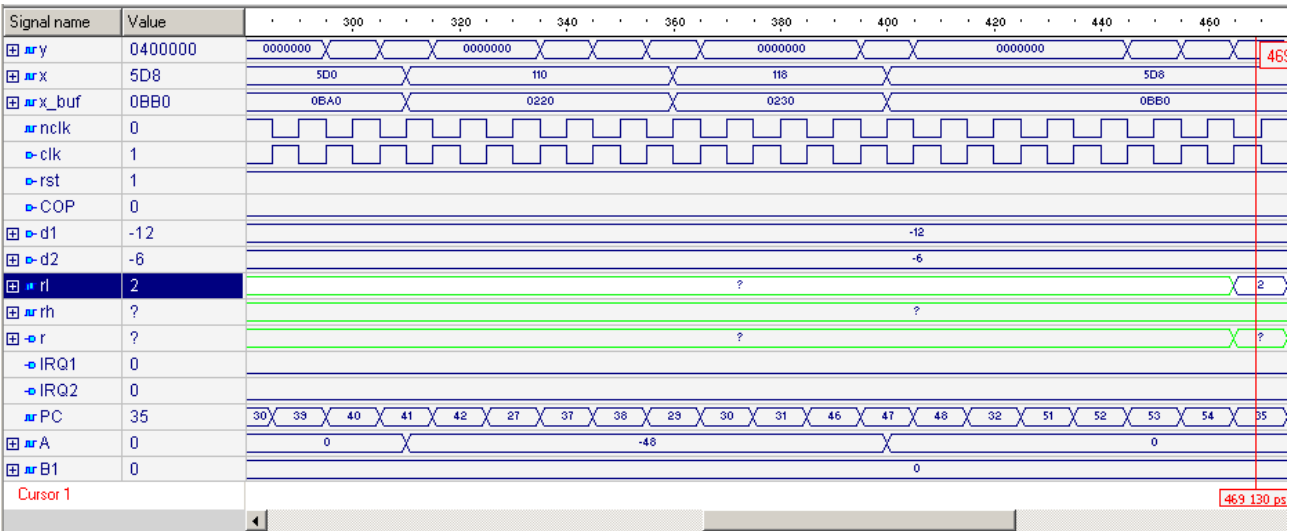 Signal name Value 300 320 340 360 380 400 420 440 460
y 0400000 0000000 0000000 0000000 0000000 469
x 5D8 5D0 110 118 5D8
x_buf 0BB0 0BA0 0220 0230 0BB0
nclk 0
clk 1
rst 1
COP 0
d1 -12 -12
d2 -6 -6
rl 2 ? 2
rh ? ?
r ? ? ?
IRQ1 0
IRQ2 0
PC 35 30 39 40 41 42 27 37 38 29 30 31 46 47 48 32 51 52 53 54 35
A 0 0 -48 0
B1 0 0
Cursor 1 469 130 ps